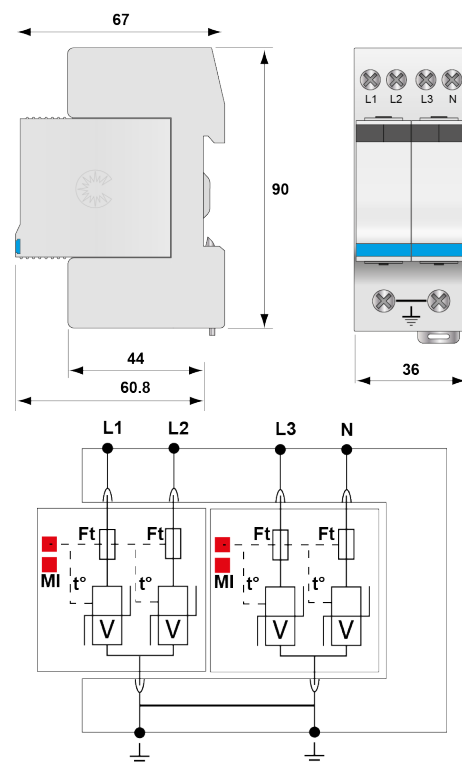 67
L1 L2 L3 N
90
44
60.8
36
L1 L2 L3 N
Ft Ft Ft Ft
MI t° t° MI t° t°
V V V V